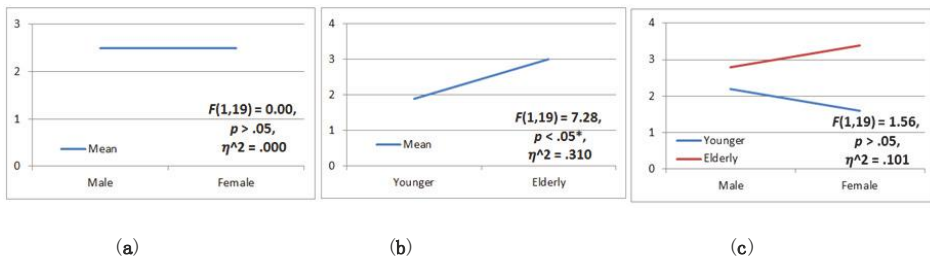 3
2
1
0
F(1,19) = 0.00,
p > .05,
η^2 = .000
Mean
Male Female
4
3
2
1
0
F(1,19) = 7.28,
p < .05*,
η^2 = .310
Mean
Younger Elderly
4
3
2
1
0
F(1,19) = 1.56,
p > .05,
η^2 = .101
Younger
Elderly
Male Female
(a) (b) (c)